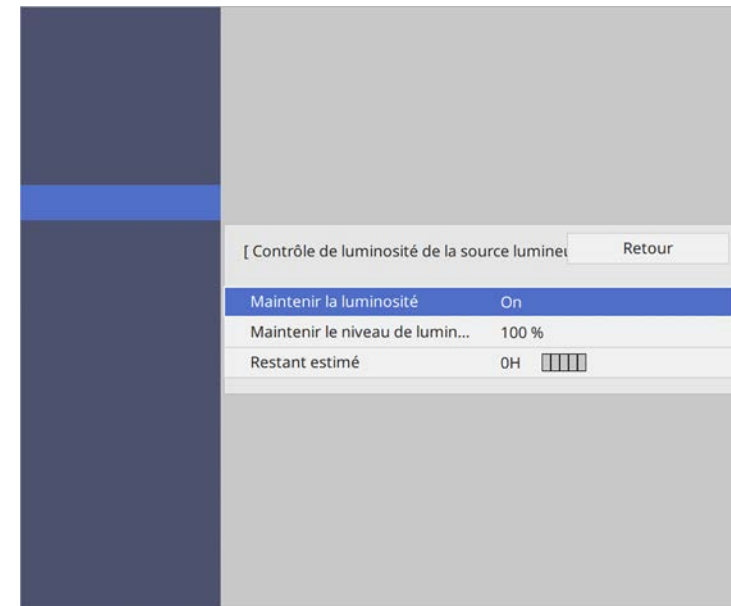 [ Contrôle de luminosité de la source
Retour
Maintenir la luminosité On
Maintenir le niveau de lumin... 100 %
Restant estimé 0H